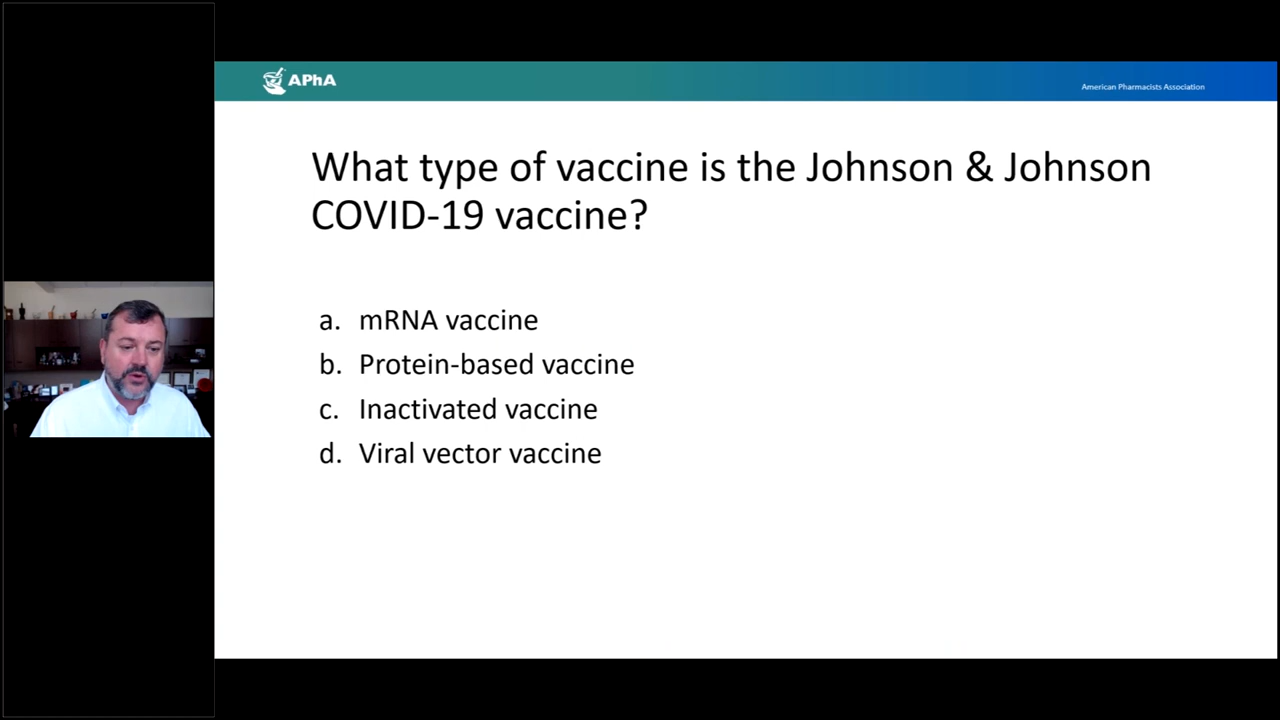 APhA
American Pharmacists Association
What type of vaccine is the Johnson & Johnson
COVID-19 vaccine?
a. mRNA vaccine
b. Protein-based vaccine
c. Inactivated vaccine
d. Viral vector vaccine